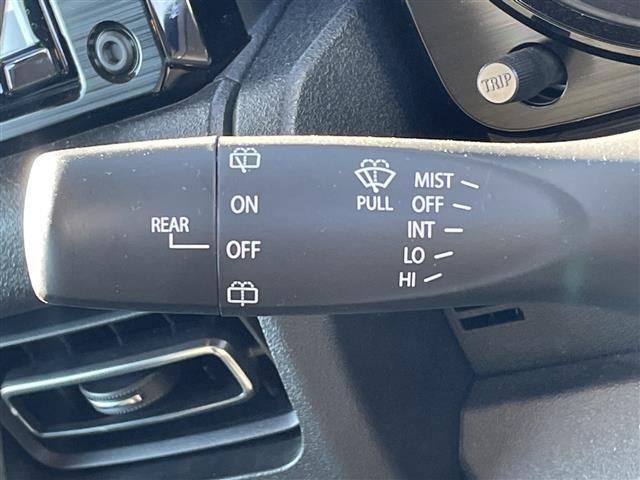 TRIP
REAR
ON
OFF
PULL
MIST
OFF
INT
LO
HI